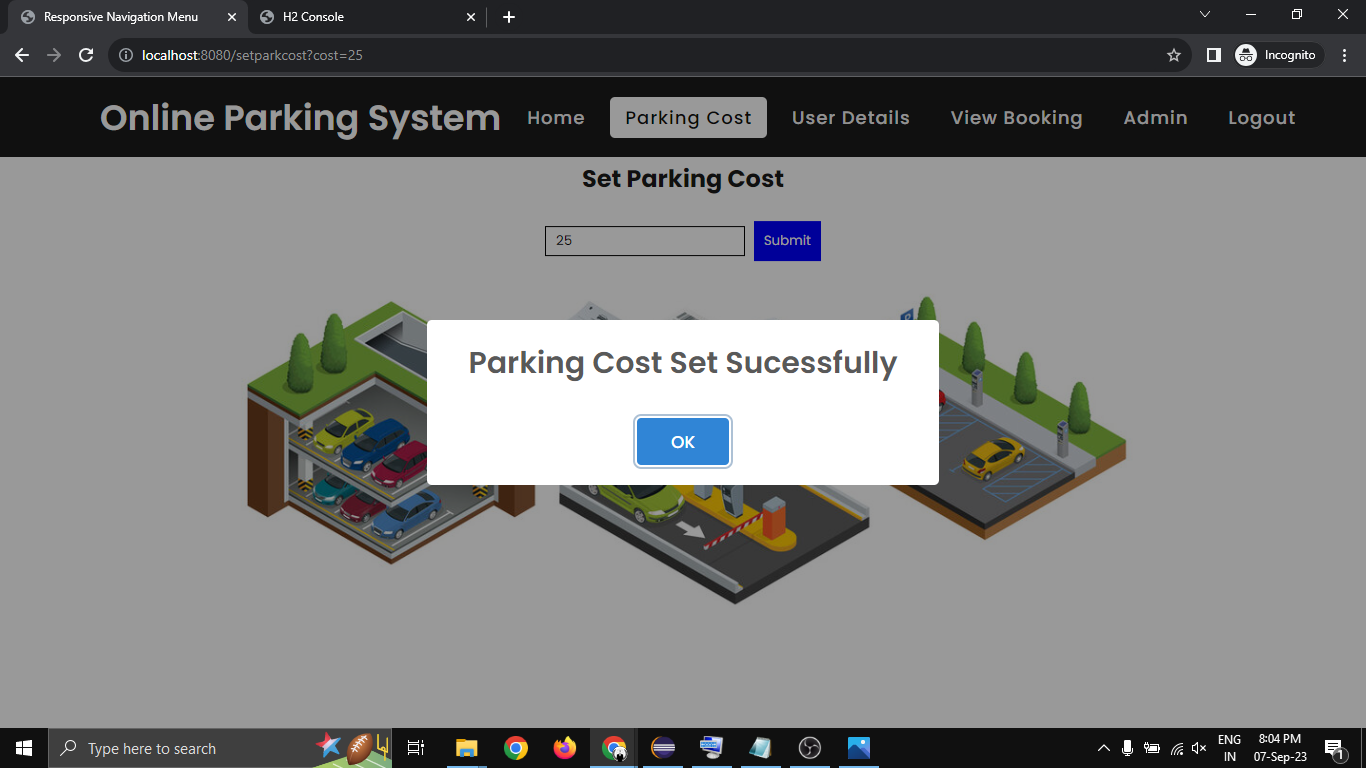 Responsive Navigation Menu
H2 Console
localhost:8080/setparkcost?cost=25
Incognito
Online Parking System
Home
Parking Cost
User Details
View Booking
Admin
Logout
Set Parking Cost
25
Submit
P
Parking Cost Set Sucessfully
OK
Type here to search
ENG
IN
8:04 PM
07-Sep-23
1